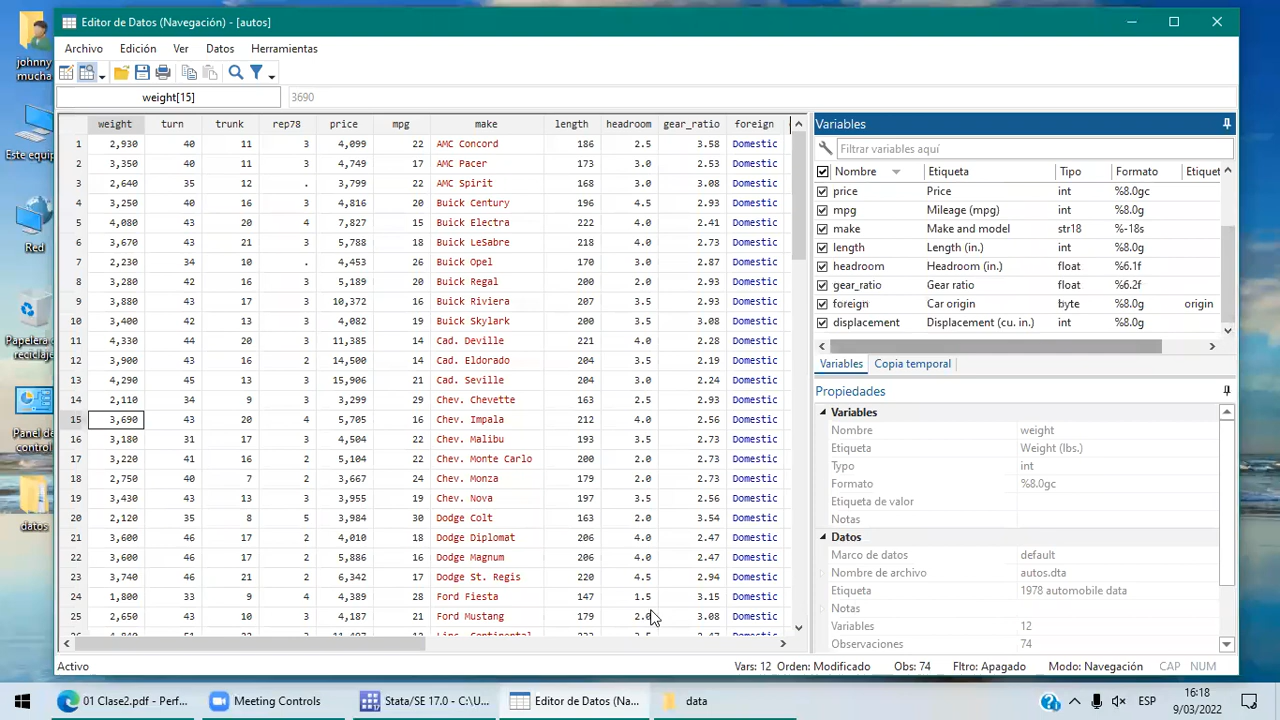 Editor de Datos (Navegación) - [autos]
Archivo Edición Ver Datos Herramientas
weight[15] 3690
weight turn trunk rep78 price mpg make length headroom gear_ratio foreign
1 2,930 40 11 3 4,099 22 AMC Concord 186 2.5 3.58 Domestic
2 3,350 40 11 3 4,749 17 AMC Pacer 173 3.0 2.53 Domestic
3 2,640 35 12 . 3,799 22 AMC Spirit 168 3.0 3.08 Domestic
4 3,250 40 16 3 4,816 20 Buick Century 196 4.5 2.93 Domestic
5 4,080 43 20 4 7,827 15 Buick Electra 222 4.0 2.41 Domestic
6 3,670 43 21 3 5,788 18 Buick LeSabre 218 4.0 2.73 Domestic
7 2,230 34 10 . 4,453 26 Buick Opel 170 3.0 2.87 Domestic
8 3,280 42 16 3 5,189 20 Buick Regal 200 2.0 2.93 Domestic
9 3,880 43 17 3 10,372 16 Buick Riviera 207 3.5 2.93 Domestic
10 3,400 42 13 3 4,082 19 Buick Skylark 200 3.5 3.08 Domestic
11 4,330 44 20 3 11,385 14 Cad. Deville 221 4.0 2.28 Domestic
12 3,900 43 16 2 14,500 14 Cad. Eldorado 204 3.5 2.19 Domestic
13 4,290 45 13 3 15,906 21 Cad. Seville 204 3.0 2.24 Domestic
14 2,110 34 9 3 3,299 29 Chev. Chevette 163 2.5 2.93 Domestic
15 3,690 43 20 4 5,705 16 Chev. Impala 212 4.0 2.56 Domestic
16 3,180 31 17 3 4,504 22 Chev. Malibu 193 3.5 2.73 Domestic
17 3,220 41 16 2 5,104 22 Chev. Monte Carlo 200 2.0 2.73 Domestic
18 2,750 40 7 2 3,667 24 Chev. Monza 179 2.0 2.73 Domestic
19 3,430 43 13 3 3,955 19 Chev. Nova 197 3.5 2.56 Domestic
20 2,120 35 8 5 3,984 30 Dodge Colt 163 2.0 3.54 Domestic
21 3,600 46 17 2 4,010 18 Dodge Diplomat 206 4.0 2.47 Domestic
22 3,600 46 17 2 5,886 16 Dodge Magnum 206 4.0 2.47 Domestic
23 3,740 46 21 2 6,342 17 Dodge St. Regis 220 4.5 2.94 Domestic
24 1,800 33 9 4 4,389 28 Ford Fiesta 147 1.5 3.15 Domestic
25 2,650 43 10 3 4,187 21 Ford Mustang 179 2.0 3.08 Domestic
Variables
Filtrar variables aquí
Nombre Etiqueta Tipo Formato Etiquet
price Price int %8.0gc
mpg Mileage (mpg) int %8.0g
make Make and model str18 %-18s
length Length (in.) int %8.0g
headroom Headroom (in.) float %6.1f
gear_ratio Gear ratio float %6.2f
foreign Car origin byte %8.0g origin
displacement Displacement (cu. in.) int %8.0g
Variables Copia temporal
Propiedades
Variables
Nombre weight
Etiqueta Weight (lbs.)
Typo int
Formato %8.0gc
Etiqueta de valor
Notas
Datos
Marco de datos default
Nombre de archivo autos.dta
Etiqueta 1978 automobile data
Notas
Variables 12
Observaciones 74
Activo Vars: 12 Orden: Modificado Obs: 74 Fltro: Apagado Modo: Navegación CAP NUM
johnny
mucha
Este equip
Red
Papelera d
reciclaje
Panel de
control
datos
01 Clase2.pdf - Perf... Meeting Controls Stata/SE 17.0 - C:\U... Editor de Datos (Na... data ESP 16:18
9/03/2022